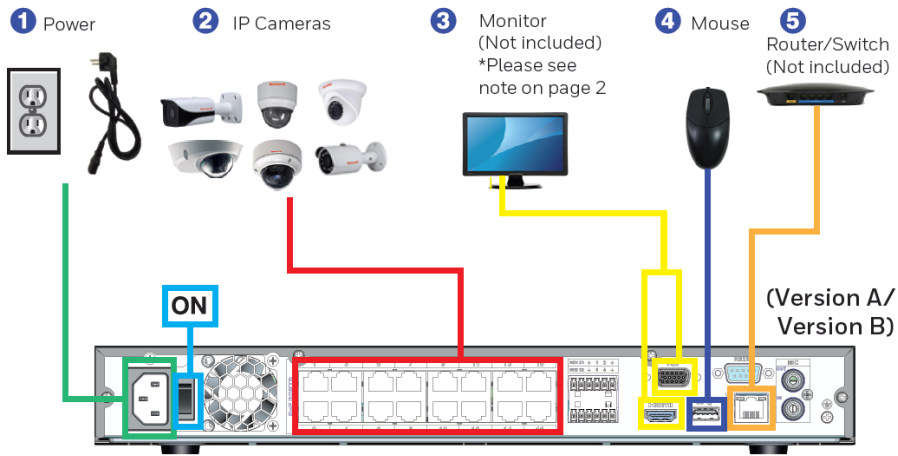 1 Power
2 IP Cameras
3 Monitor
(Not included)
*Please see
note on page 2
4 Mouse
5
Router/Switch
(Not included)
ON
(Version A/
Version B)